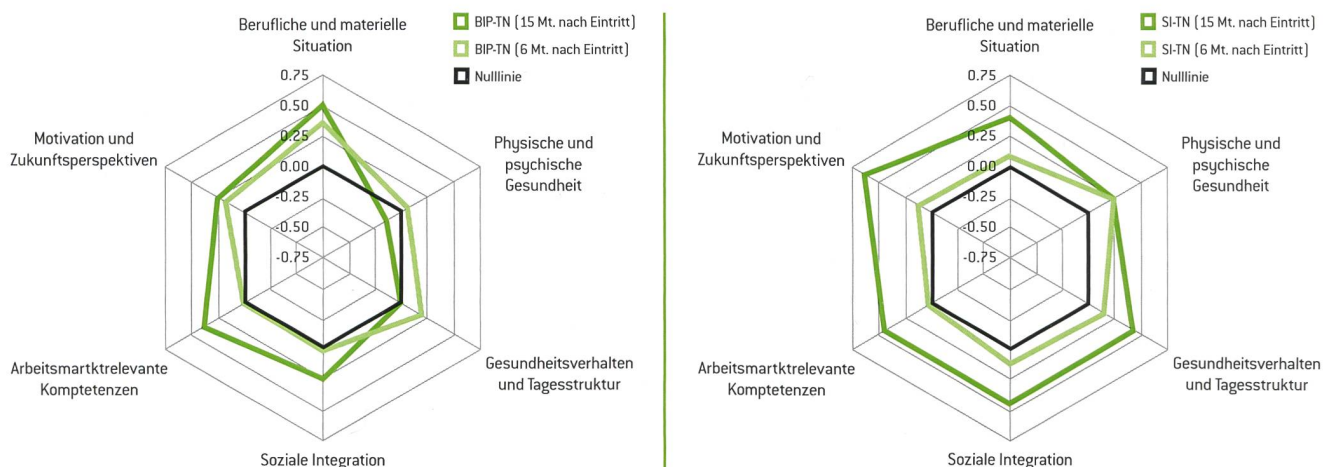 Berufliche und materielle
Situation
BIP-TN (15 Mt. nach Eintritt)
BIP-TN (6 Mt. nach Eintritt)
Nulllinie
0.75
0.50
0.25
0.00
-0.25
-0.50
-0.75
Motivation und
Zukunftsperspektiven
Physische und
psychische
Gesundheit
Arbeitsmartktrelevante
Komptetenzen
Gesundheitsverhalten
und Tagesstruktur
Soziale Integration
Berufliche und materielle
Situation
SI-TN (15 Mt. nach Eintritt)
SI-TN (6 Mt. nach Eintritt)
Nulllinie
0.75
0.50
0.25
0.00
-0.25
-0.50
-0.75
Motivation und
Zukunftsperspektiven
Physische und
psychische
Gesundheit
Arbeitsmartktrelevante
Komptetenzen
Gesundheitsverhalten
und Tagesstruktur
Soziale Integration